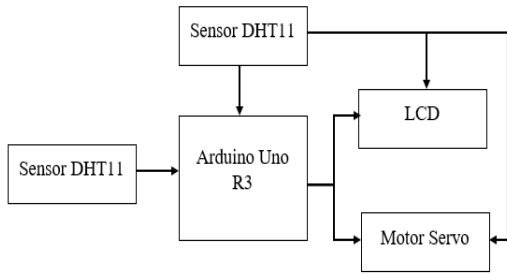 Sensor DHT11
LCD
Arduino Uno
R3
Sensor DHT11
Motor Servo